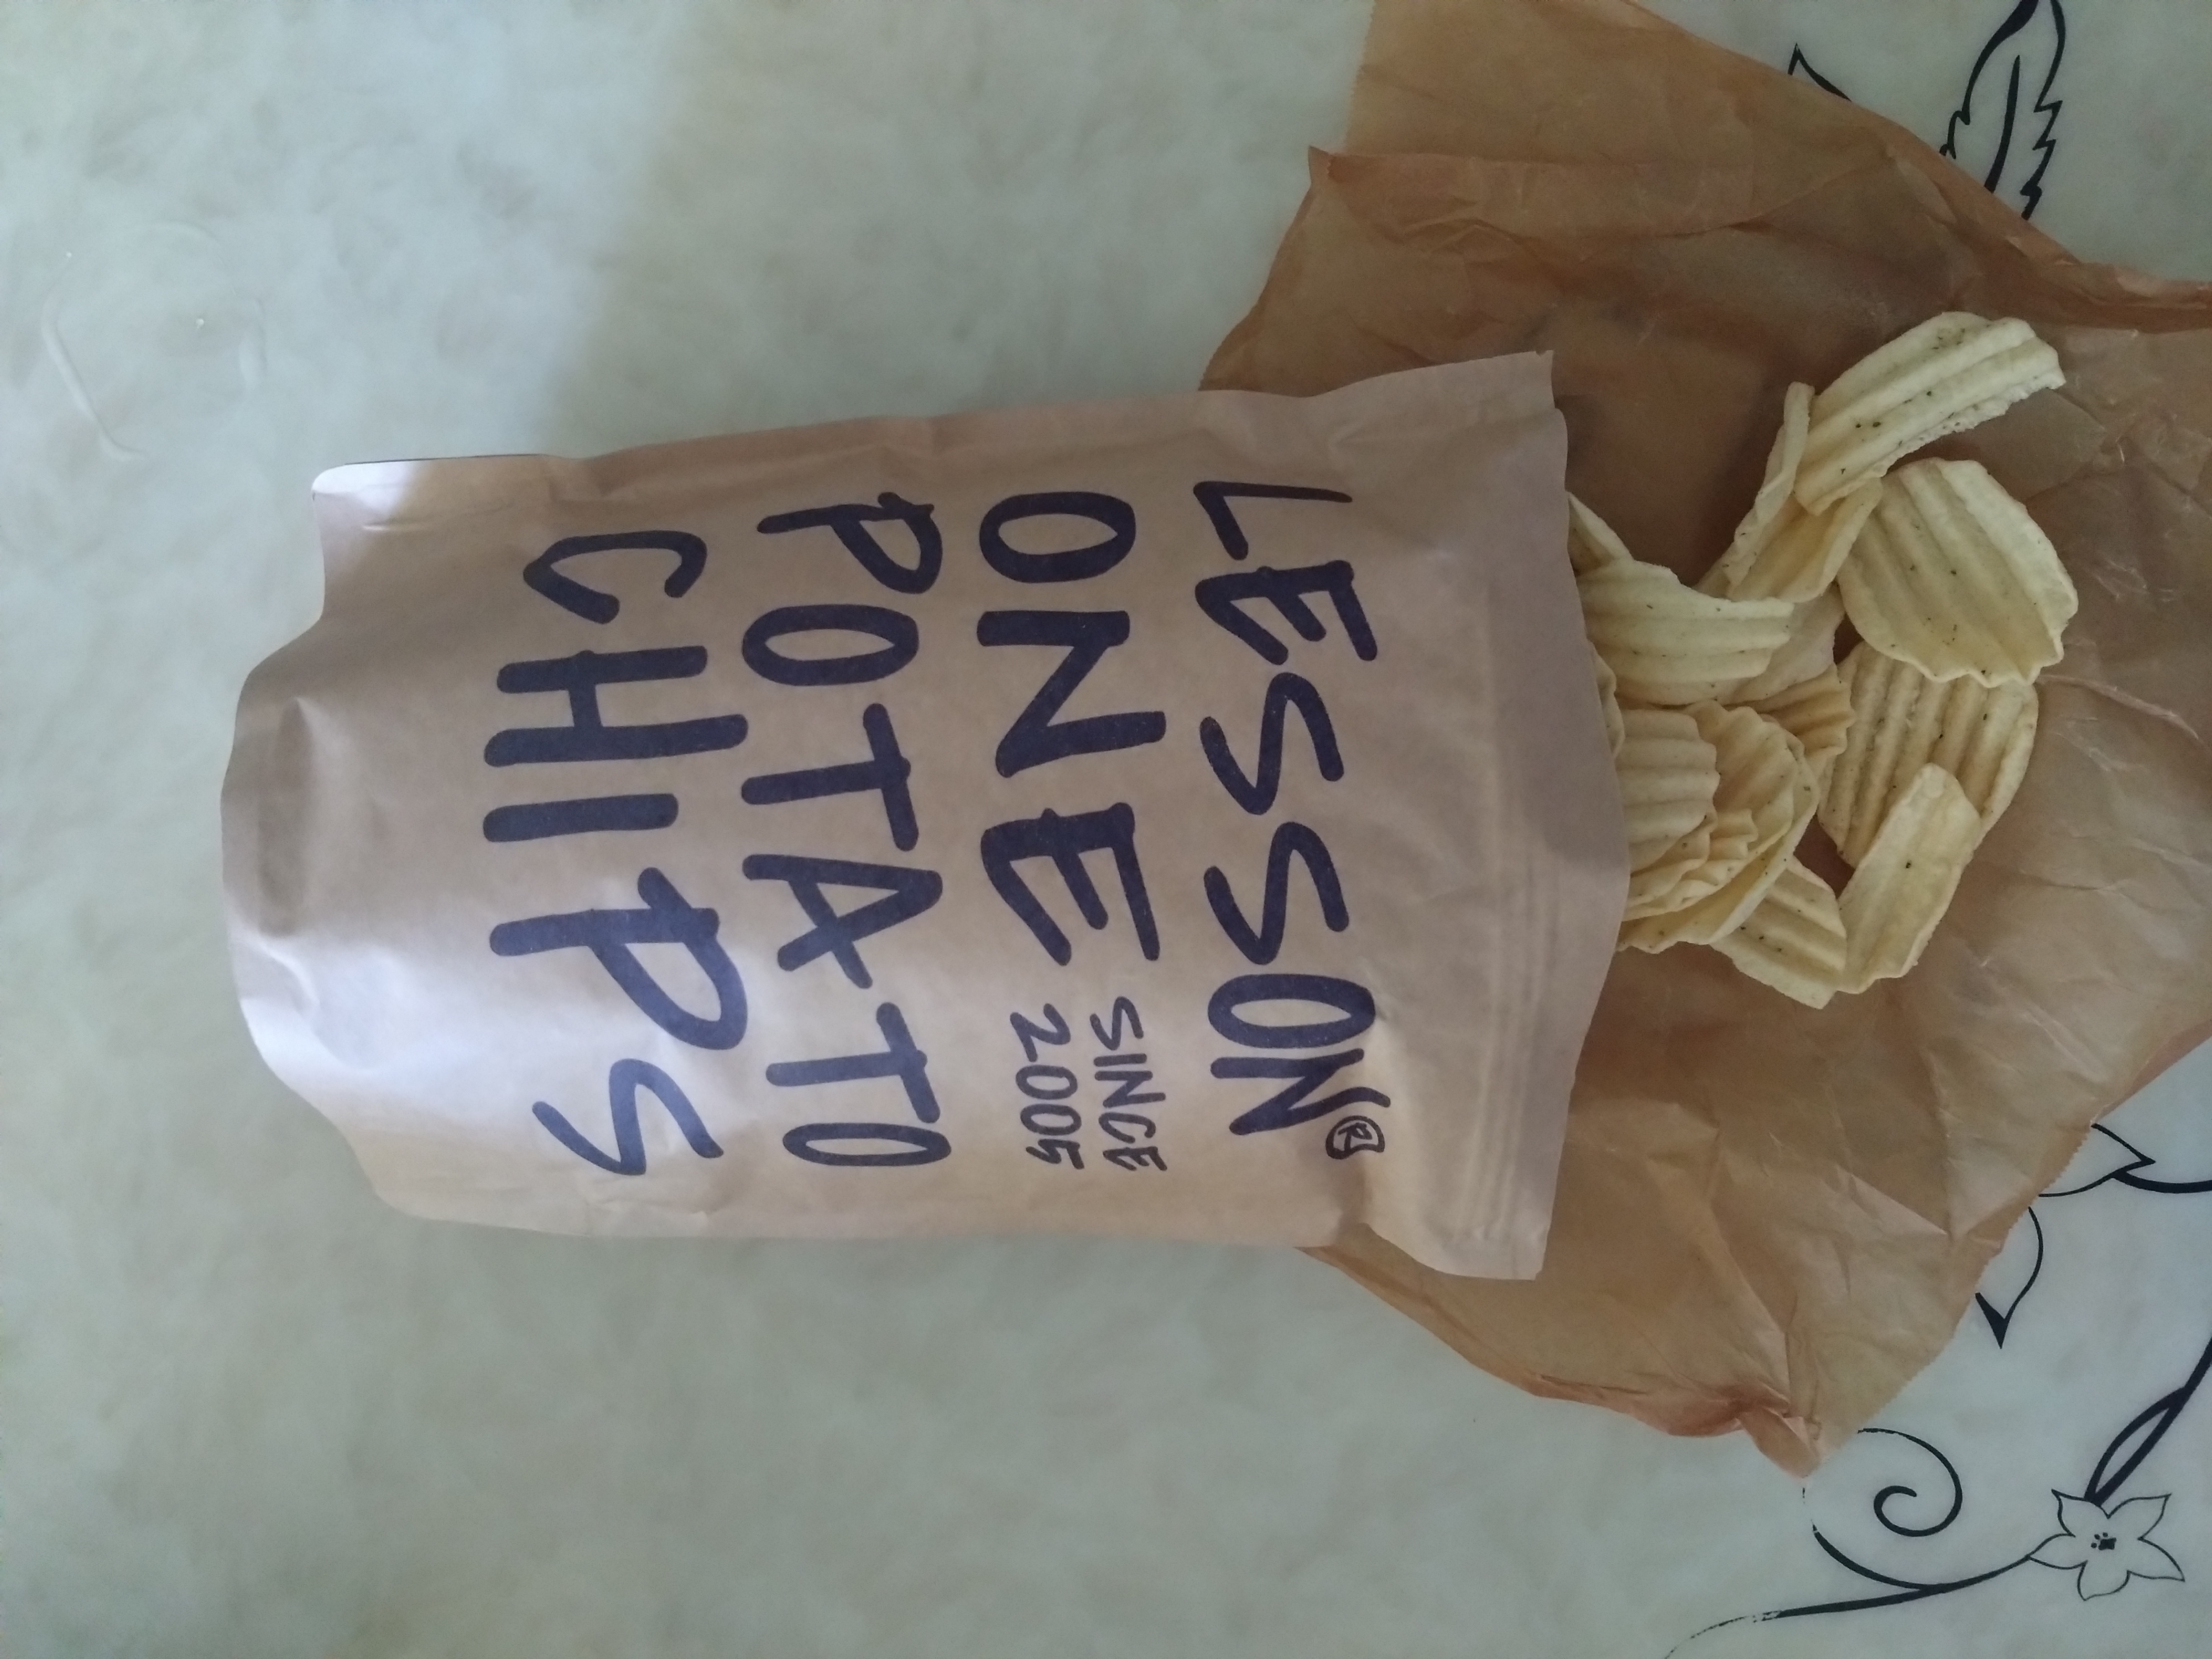 LESSON®
ONE SINCE
2005
POTATO
CHIPS